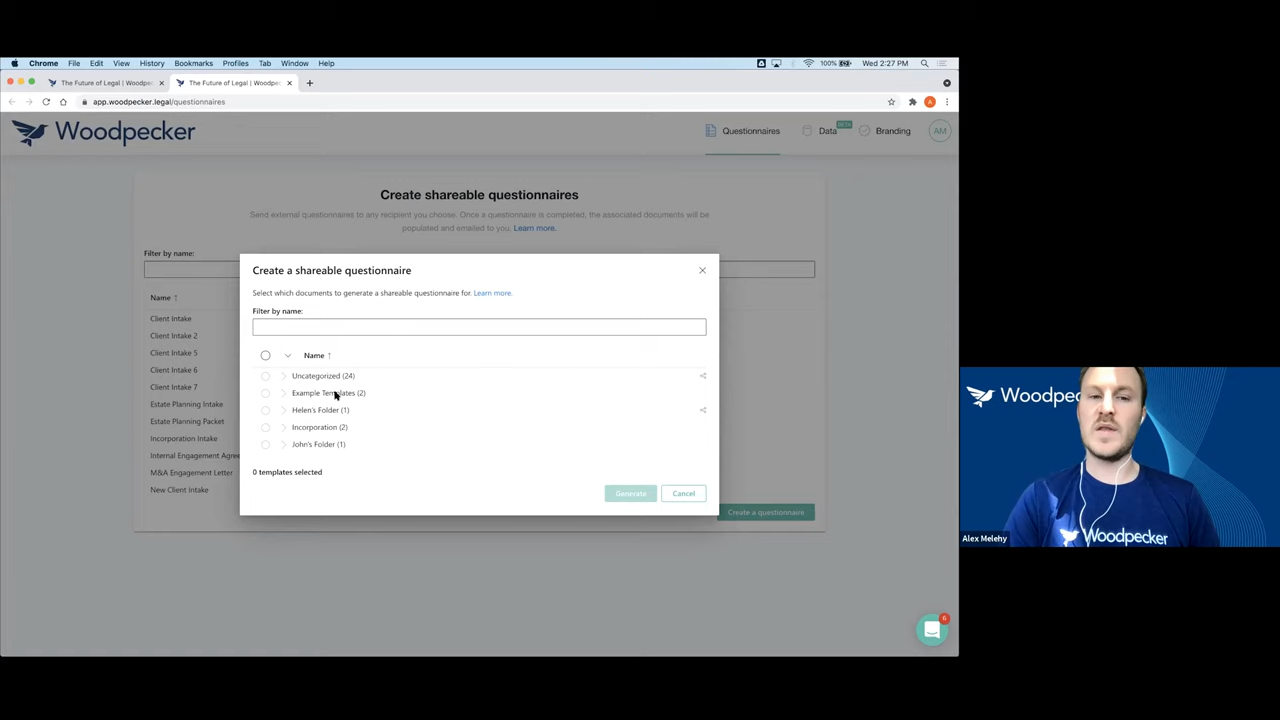 Chrome File Edit View History Bookmarks Profiles Tab Window Help 100% Wed 2:27 PM
The Future of Legal | Woodpec The Future of Legal | Woodpe
app.woodpecker.legal/questionnaires
Woodpecker Questionnaires Data BETA Branding AM
Create shareable questionnaires
Send external questionnaires to any recipient you choose. Once a questionnaire is completed, the associated documents will be
populated and emailed to you. Learn more.
Filter by name:
Name ↑
Client Intake
Client Intake 2
Client Intake 5
Client Intake 6
Client Intake 7
Estate Planning Intake
Estate Planning Packet
Incorporation Intake
Internal Engagement Agree
M&A Engagement Letter
New Client Intake
Create a questionnaire
Create a shareable questionnaire
Select which documents to generate a shareable questionnaire for. Learn more.
Filter by name:
Name ↑
Uncategorized (24)
Example Templates (2)
Helen's Folder (1)
Incorporation (2)
John's Folder (1)
0 templates selected
Generate Cancel
6
A
Woodpe
Woodpecker
Alex Melehy